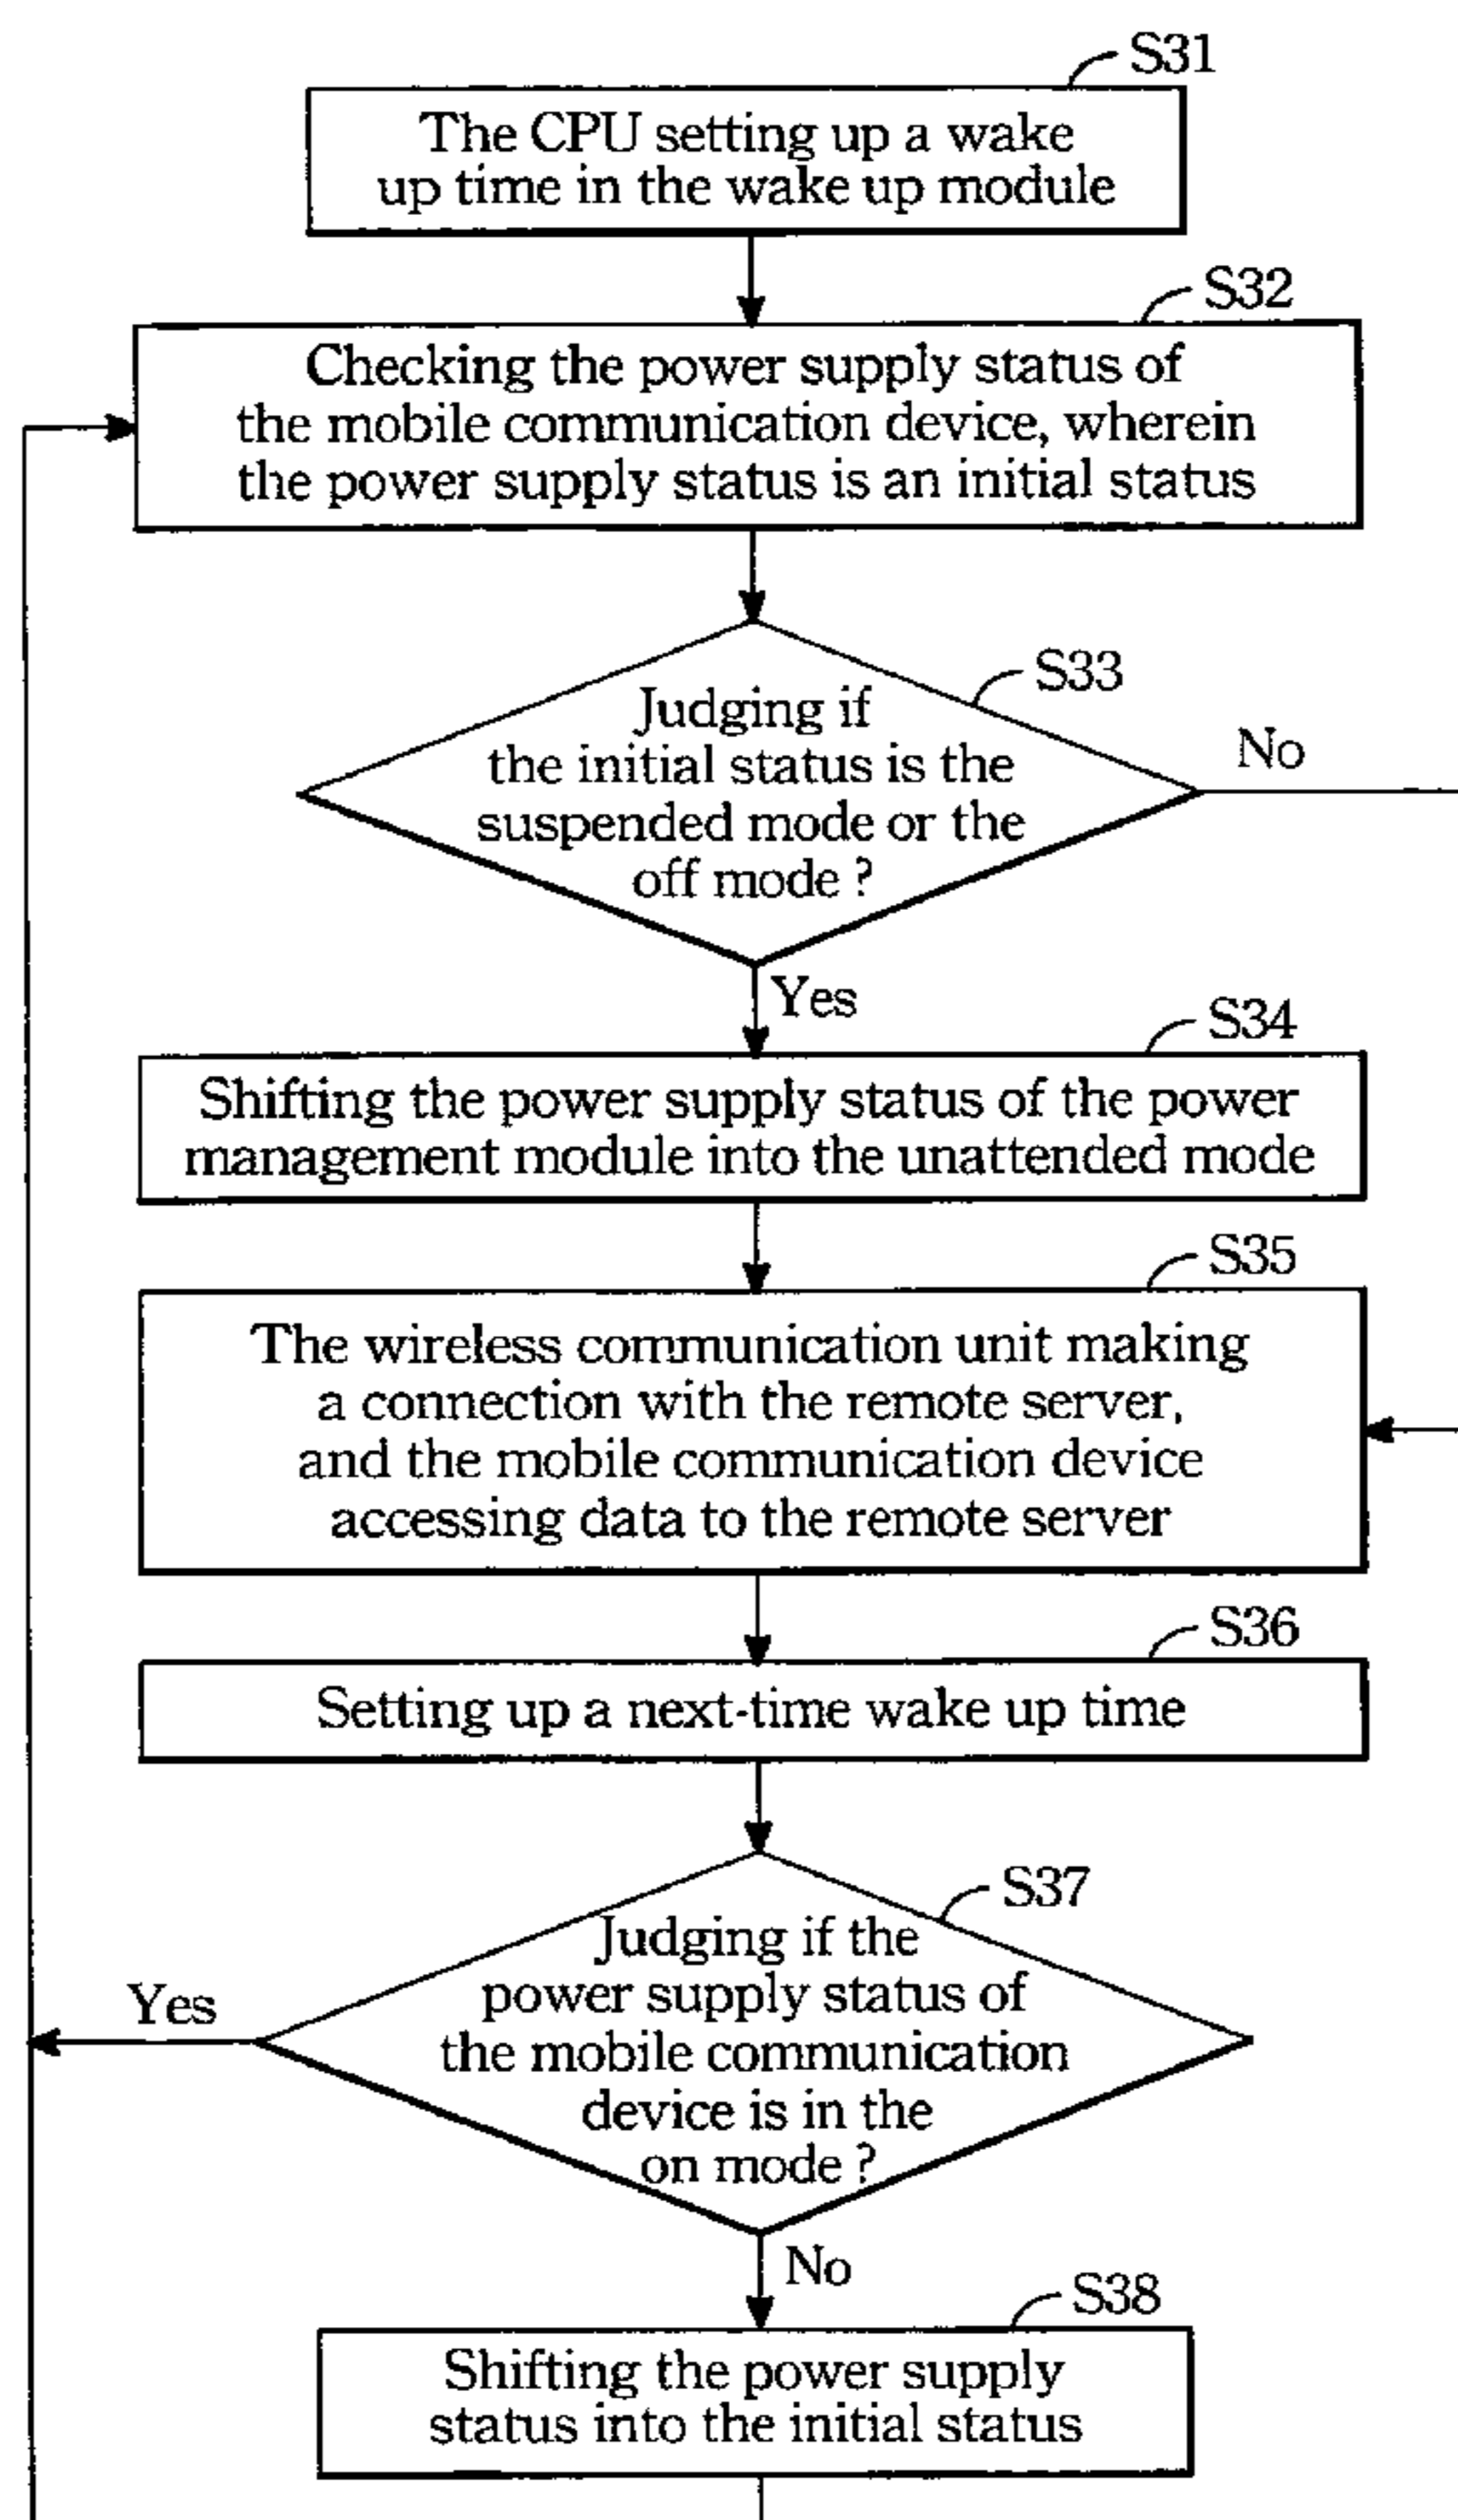 S31
The CPU setting up a wake
up time in the wake up module
S32
Checking the power supply status of
the mobile communication device, wherein
the power supply status is an initial status
S33
Judging if
the initial status is the
suspended mode or the
off mode ?
No
Yes
S34
Shifting the power supply status of the power
management module into the unattended mode
S35
The wireless communication unit making
a connection with the remote server,
and the mobile communication device
accessing data to the remote server
S36
Setting up a next-time wake up time
S37
Judging if the
power supply status of
the mobile communication
device is in the
on mode ?
Yes
No
S38
Shifting the power supply
status into the initial status